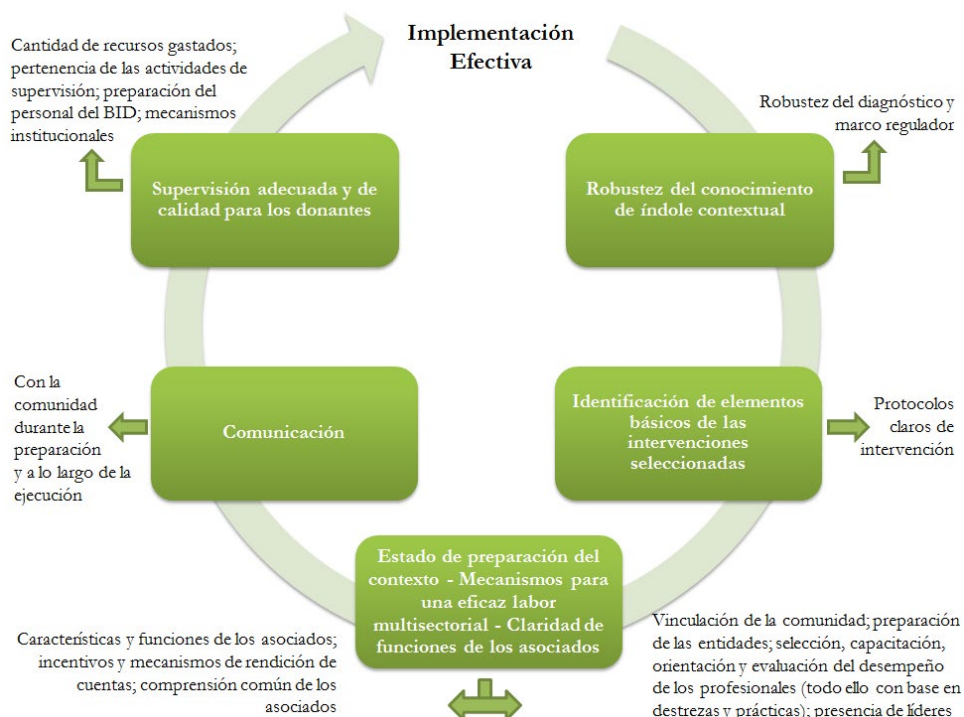 Implementación
Efectiva
Cantidad de recursos gastados;
pertenencia de las actividades de
supervisión; preparación del
personal del BID; mecanismos
institucionales
Robustez del diagnóstico y
marco regulador
Supervisión adecuada y de
calidad para los donantes
Robustez del conocimiento
de índole contextual
Con la
comunidad
durante la
preparación
y a lo largo de la
ejecución
Comunicación
Identificación de elementos
básicos de las
intervenciones
seleccionadas
Protocolos
claros de
intervención
Estado de preparación del
contexto - Mecanismos para
una eficaz labor
multisectorial - Claridad de
funciones de los asociados
Características y funciones de los asociados;
incentivos y mecanismos de rendición de
cuentas; comprensión común de los
asociados
Vinculación de la comunidad; preparación
de las entidades; selección, capacitación,
orientación y evaluación del desempeño
de los profesionales (todo ello con base en
destrezas y prácticas); presencia de líderes